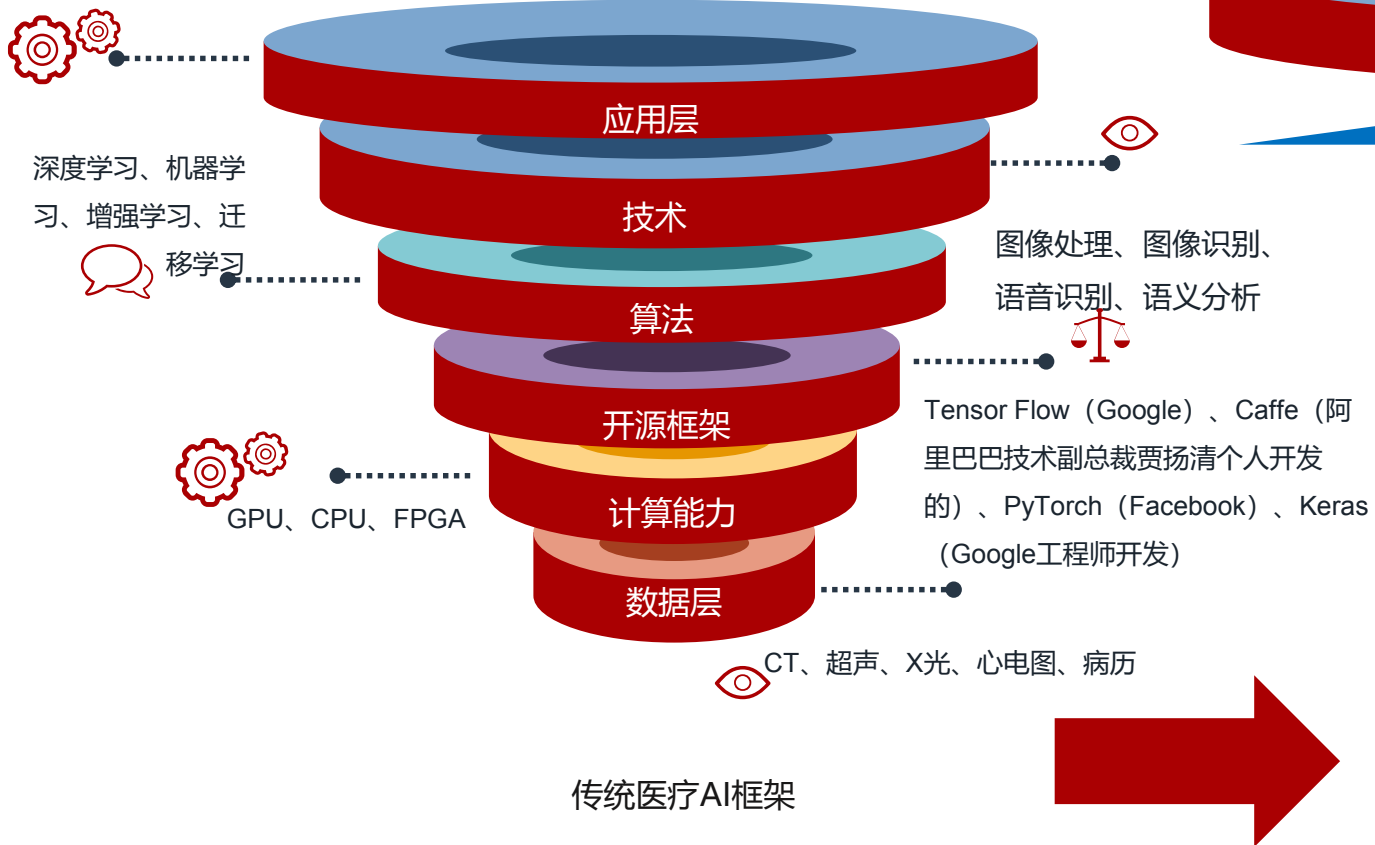 应用层
深度学习、机器学
习、增强学习、迁
移学习
技术
图像处理、图像识别、
语音识别、语义分析
算法
开源框架
Tensor Flow（Google）、Caffe（阿
里巴巴技术副总裁贾扬清个人开发
的）、PyTorch（Facebook）、Keras
（Google工程师开发）
GPU、CPU、FPGA
计算能力
数据层
CT、超声、X光、心电图、病历
传统医疗AI框架